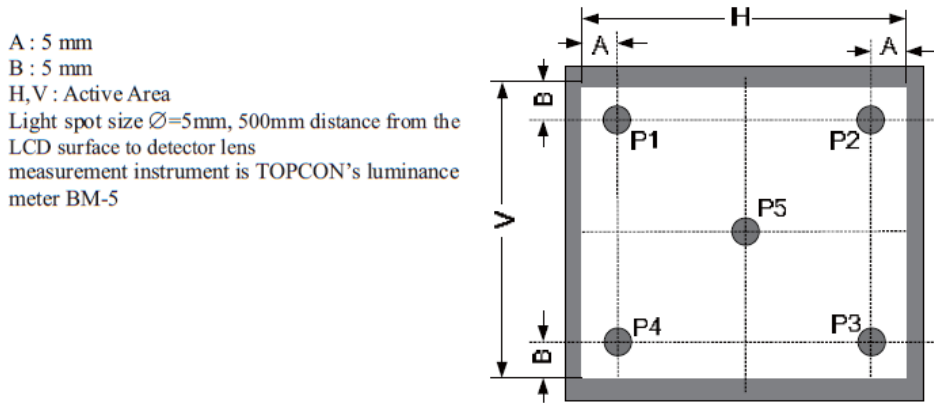 A : 5 mm
B : 5 mm
H,V : Active Area
Light spot size ∅=5mm, 500mm distance from the
LCD surface to detector lens
measurement instrument is TOPCON's luminance
meter BM-5
H
A
A
B
P1
P2
P5
V
P4
P3
B